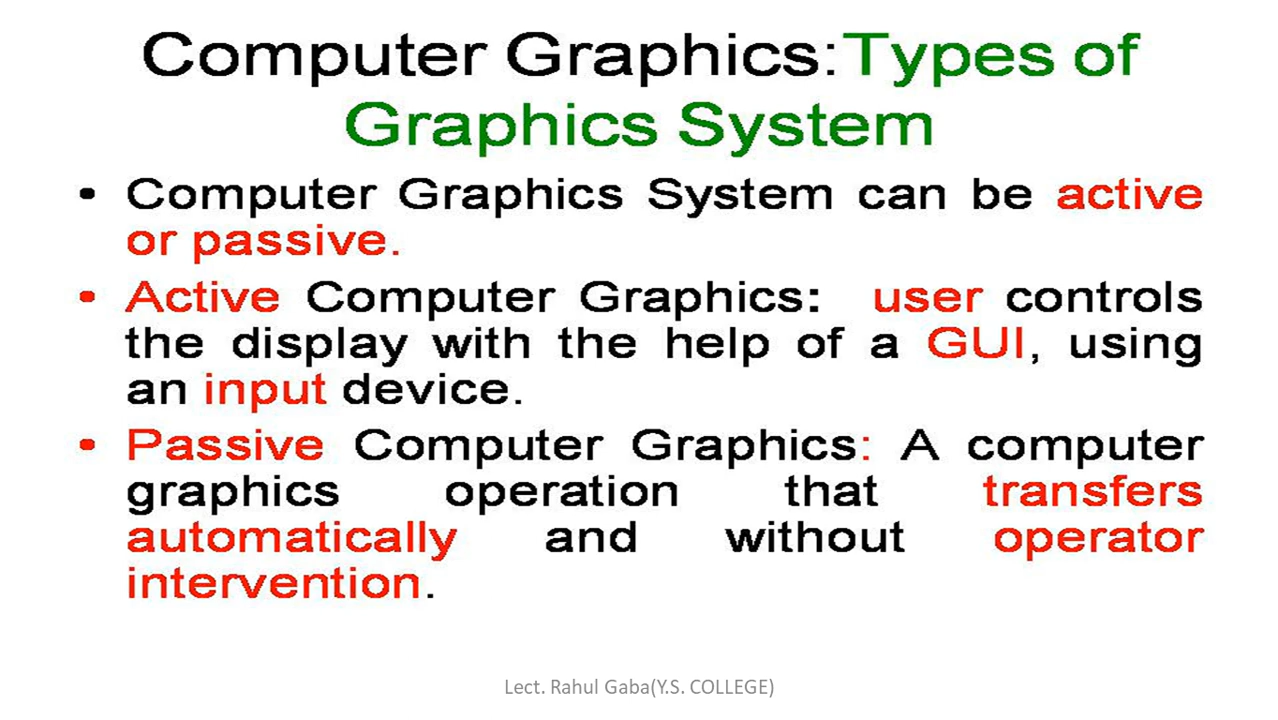 Computer Graphics:Types of
Graphics System
• Computer Graphics System can be active
or passive.
• Active Computer Graphics: user controls
the display with the help of a GUI, using
an input device.
• Passive Computer Graphics: A computer
graphics operation that transfers
automatically and without operator
intervention.
Lect. Rahul Gaba(Y.S. COLLEGE)